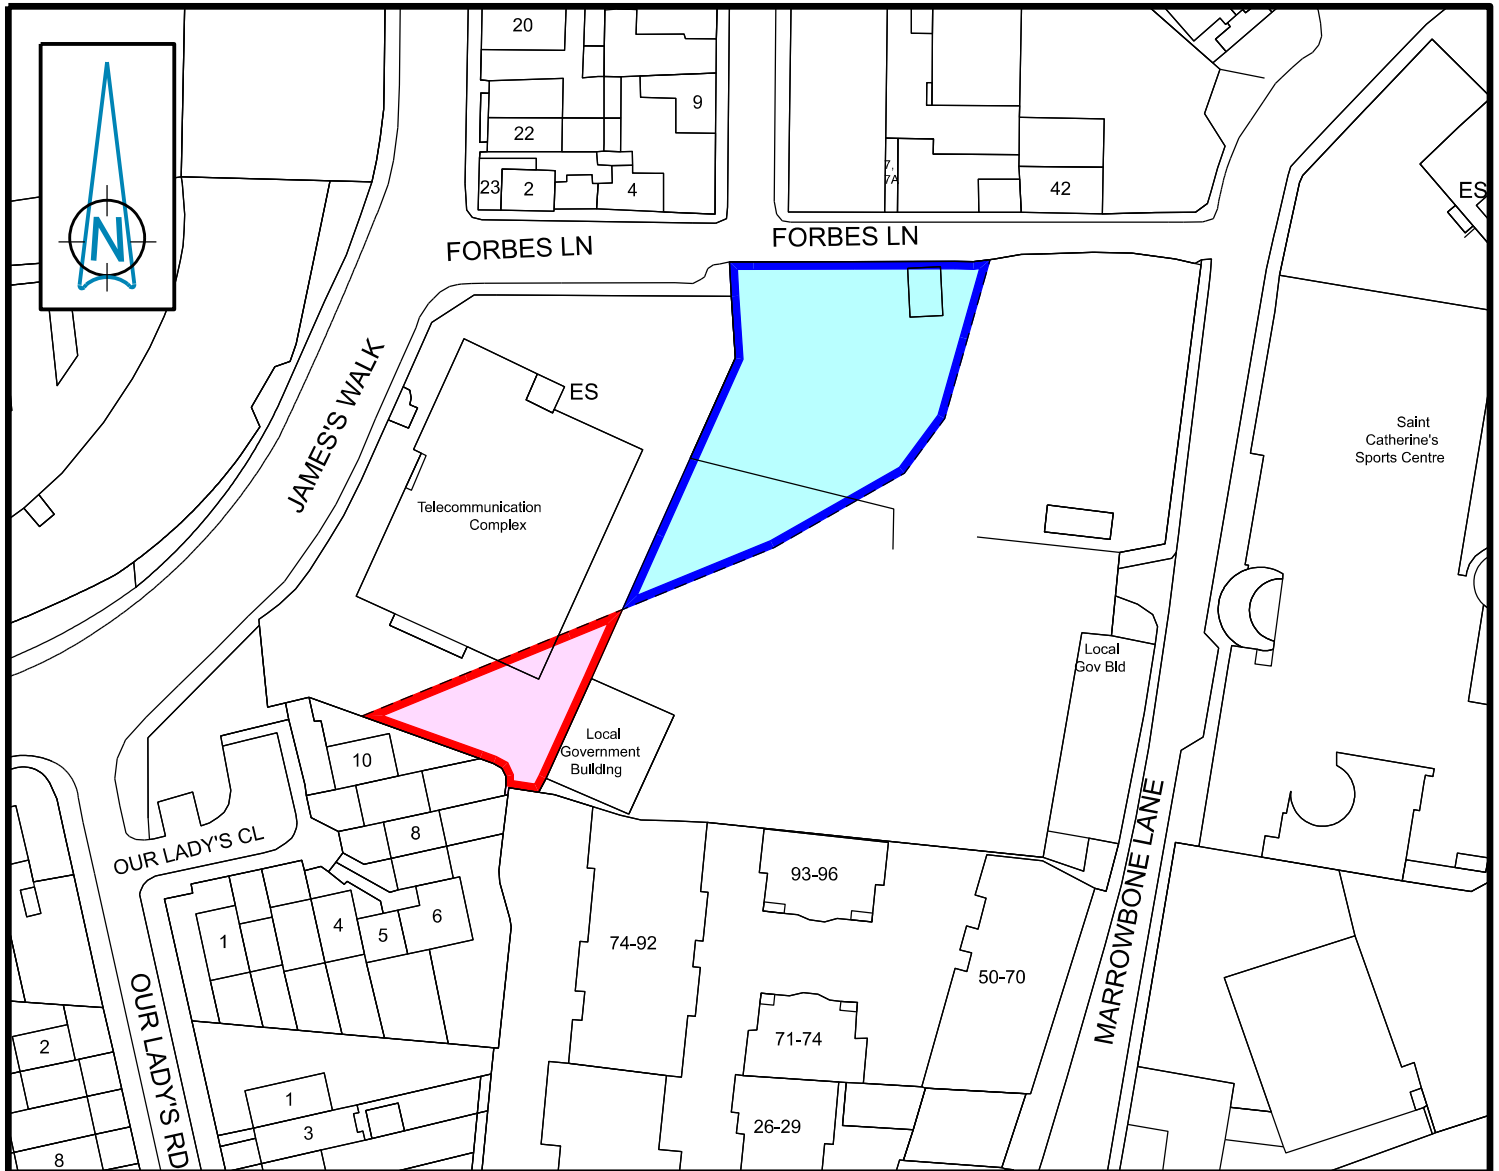 20
9
22
23
2
4
7,
7A
42
ES
N
FORBES LN
FORBES LN
JAMES'S WALK
ES
Saint
Catherine's
Sports Centre
Telecommunication
Complex
Local
Gov Bld
Local
Government
Building
10
8
OUR LADY'S CL
MARROWBONE LANE
93-96
1
4
5
6
74-92
50-70
OUR LADY'S RD
2
71-74
1
3
26-29
8